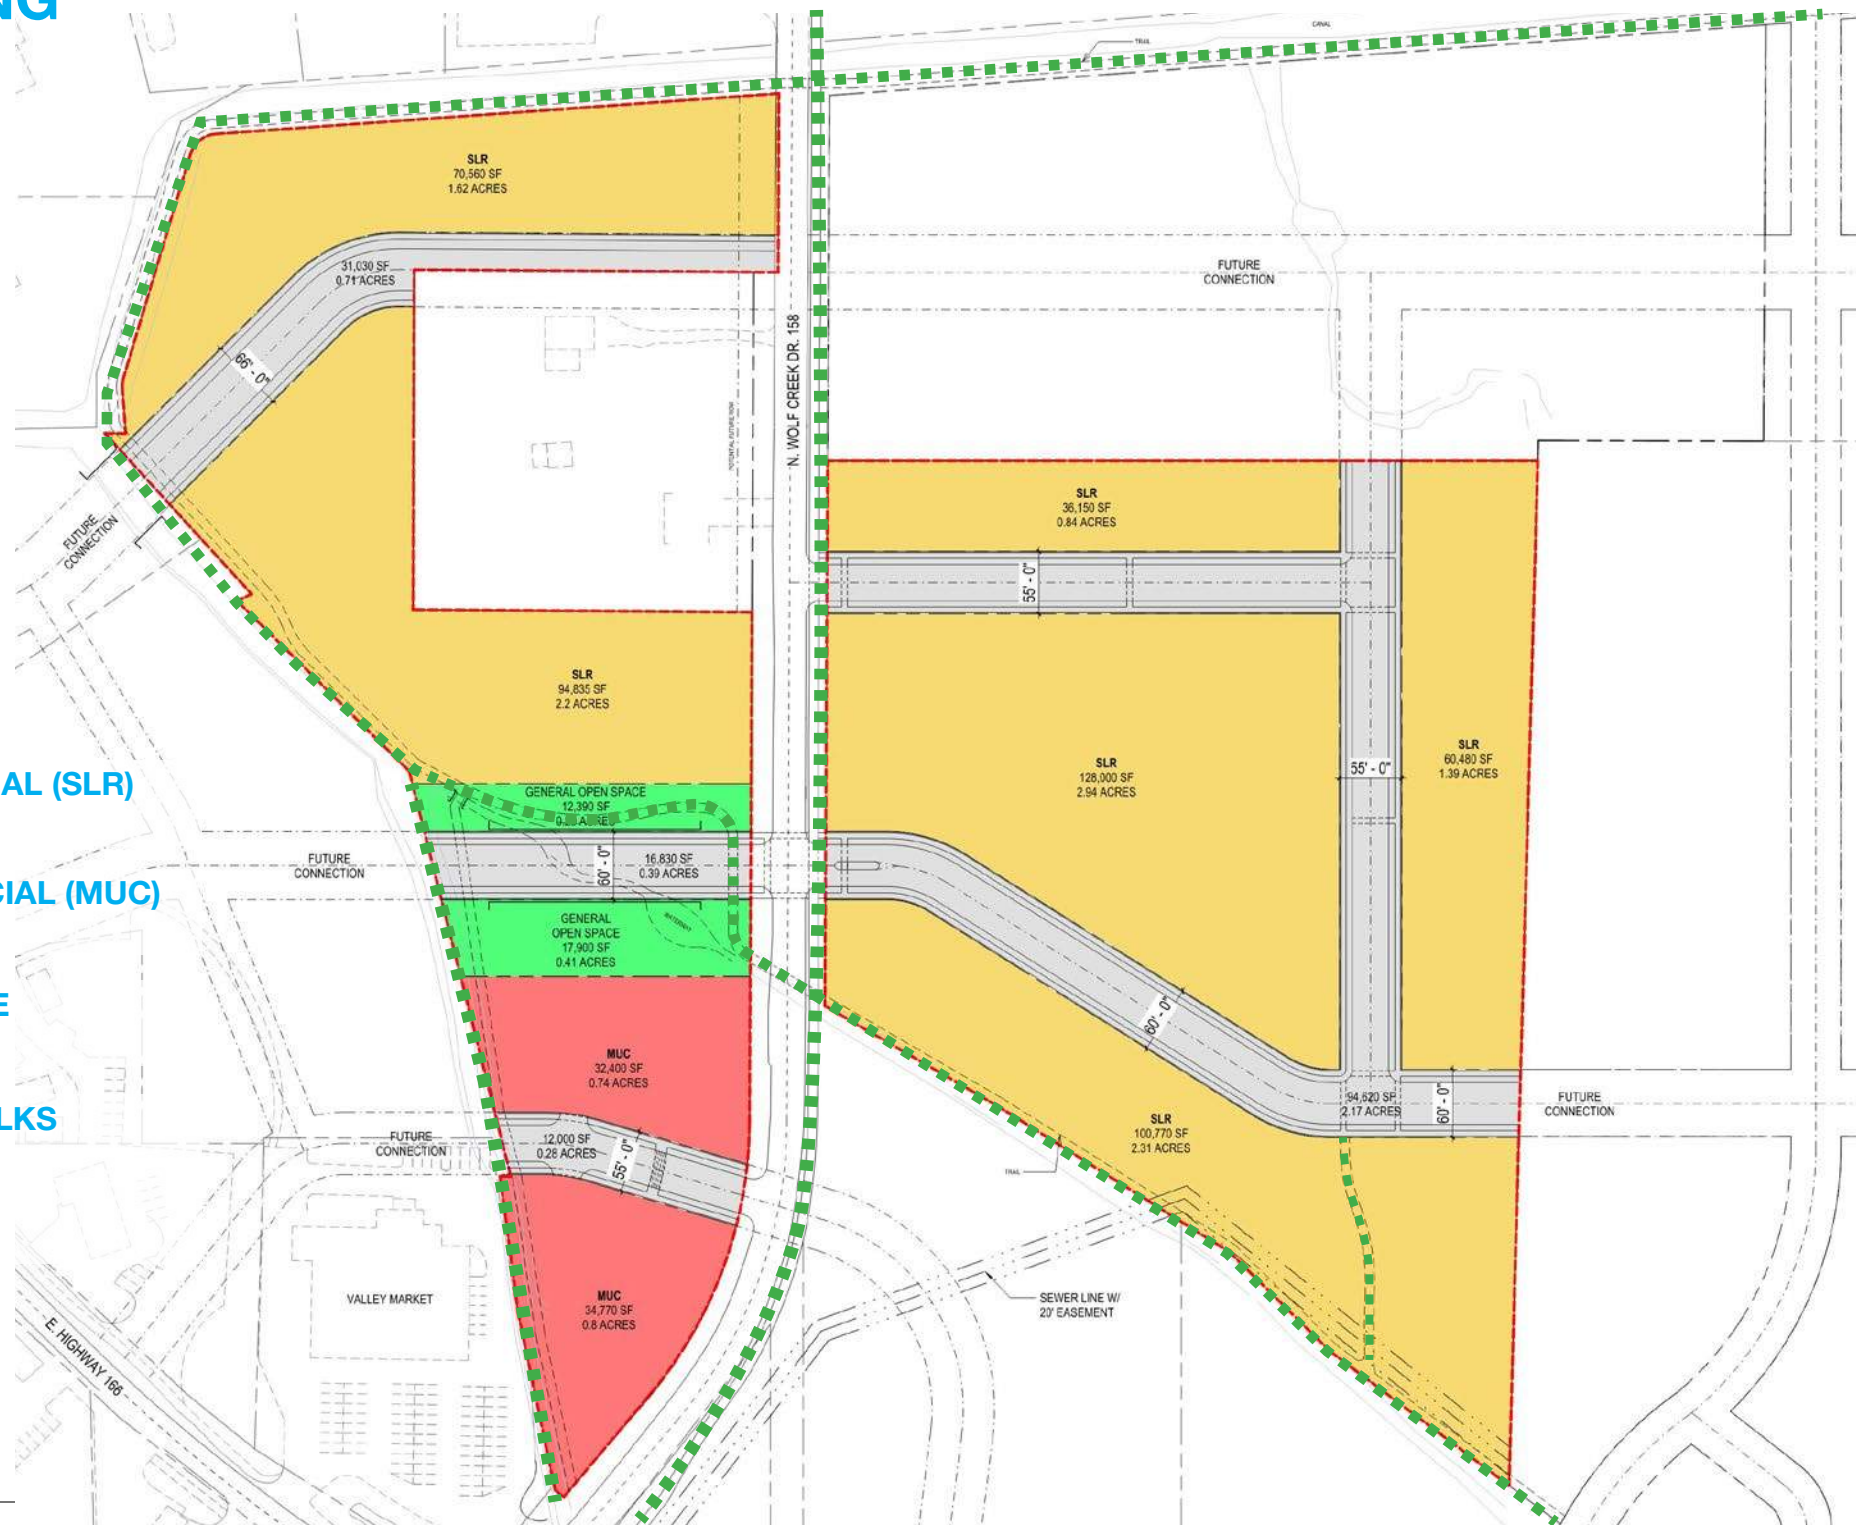 NG
CANAL
TRAIL
SLR
70,560 SF
1.62 ACRES
31,030 SF
0.71 ACRES
66' - 0"
FUTURE
CONNECTION
N. WOLF CREEK DR. 158
POTENTIAL FUTURE ROW
FUTURE
CONNECTION
SLR
36,150 SF
0.84 ACRES
55' - 0"
SLR
94,835 SF
2.2 ACRES
SLR
128,000 SF
2.94 ACRES
55' - 0"
SLR
60,480 SF
1.39 ACRES
AL (SLR)
GENERAL OPEN SPACE
12,390 SF
ACRES
FUTURE
CONNECTION
60' - 0"
16,830 SF
0.39 ACRES
CIAL (MUC)
GENERAL
OPEN SPACE
17,900 SF
0.41 ACRES
WATERWAY
E
60' - 0"
MUC
32,400 SF
0.74 ACRES
LKS
94,620 SF
2.17 ACRES
60' - 0"
FUTURE
CONNECTION
SLR
100,770 SF
2.31 ACRES
FUTURE
CONNECTION
12,000 SF
0.28 ACRES
55' - 0"
TRAIL
VALLEY MARKET
MUC
34,770 SF
0.8 ACRES
SEWER LINE W/
20' EASEMENT
E. HIGHWAY 166